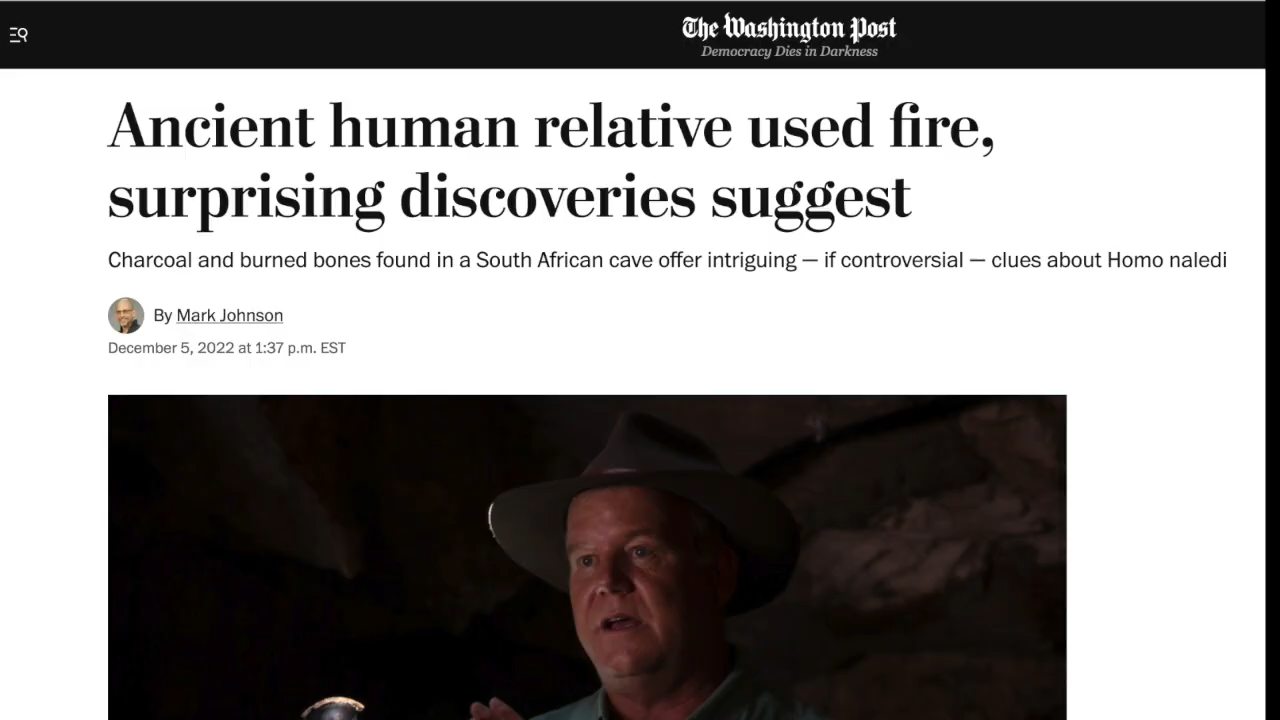 The Washington Post
Democracy Dies in Darkness
Ancient human relative used fire,
surprising discoveries suggest
Charcoal and burned bones found in a South African cave offer intriguing — if controversial — clues about Homo naledi
By Mark Johnson
December 5, 2022 at 1:37 p.m. EST